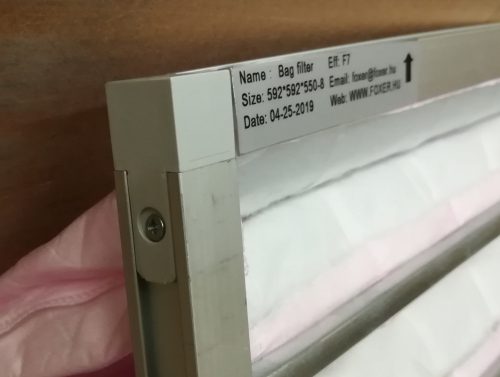 Name : Bag filter Eff: F7
Size: 592*592*550-8 Email: foxer@foxer.hu
Date: 04-25-2019 Web: WWW.FOXER.HU